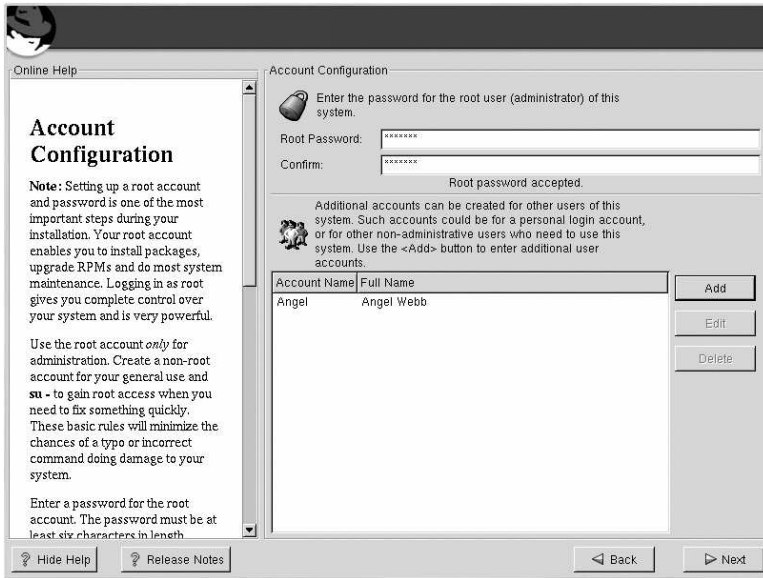 Online Help
Account
Configuration
Note: Setting up a root account
and password is one of the most
important steps during your
installation. Your root account
enables you to install packages,
upgrade RPMs and do most system
maintenance. Logging in as root
gives you complete control over
your system and is very powerful.
Use the root account only for
administration. Create a non-root
account for your general use and
su - to gain root access when you
need to fix something quickly.
These basic rules will minimize the
chances of a typo or incorrect
command doing damage to your
system.
Enter a password for the root
account. The password must be at
least six characters in length
Account Configuration
Enter the password for the root user (administrator) of this
system.
Root Password: *******
Confirm: *******
Root password accepted.
Additional accounts can be created for other users of this
system. Such accounts could be for a personal login account,
or for other non-administrative users who need to use this
system. Use the <Add> button to enter additional user
accounts.
Account Name Full Name
Angel Angel Webb
Add
Edit
Delete
Hide Help
Release Notes
Back
Next